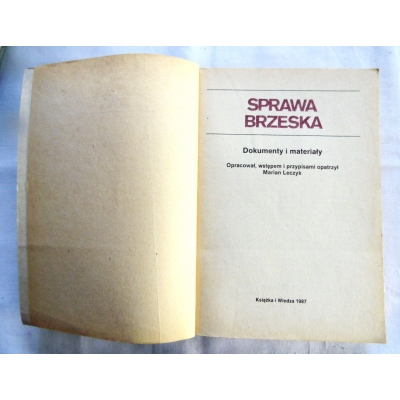 SPRAWA
BRZESKA
Dokumenty i materiały
Opracował, wstępem i przypisami opatrzył
Marian Leczyk
Książka i Wiedza 1987